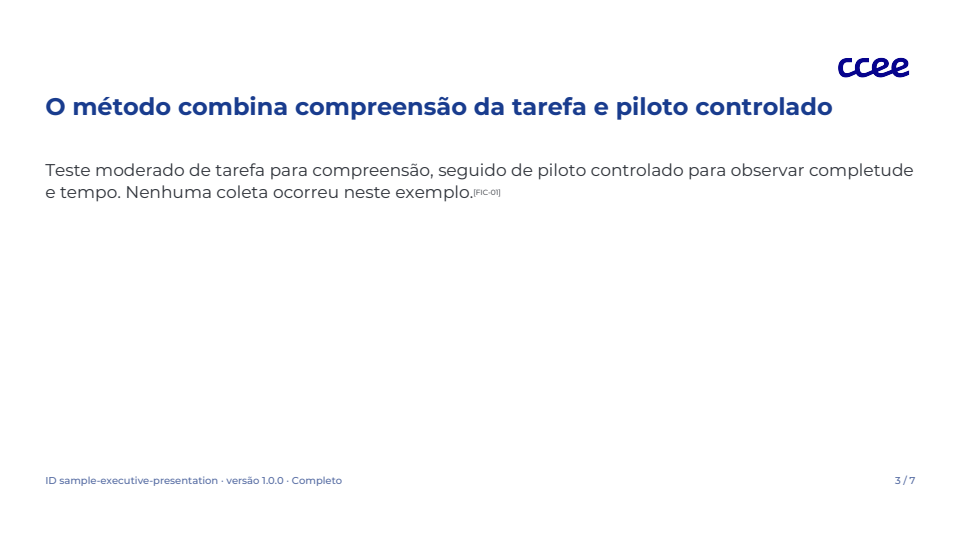 ccee
O método combina compreensão da tarefa e piloto controlado
Teste moderado de tarefa para compreensão, seguido de piloto controlado para observar completude
e tempo. Nenhuma coleta ocorreu neste exemplo.[FIC-01]
ID sample-executive-presentation · versão 1.0.0 · Completo
3 / 7